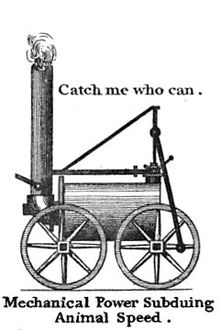 Catch me who can .
Mechanical Power Subduing
Animal Speed .